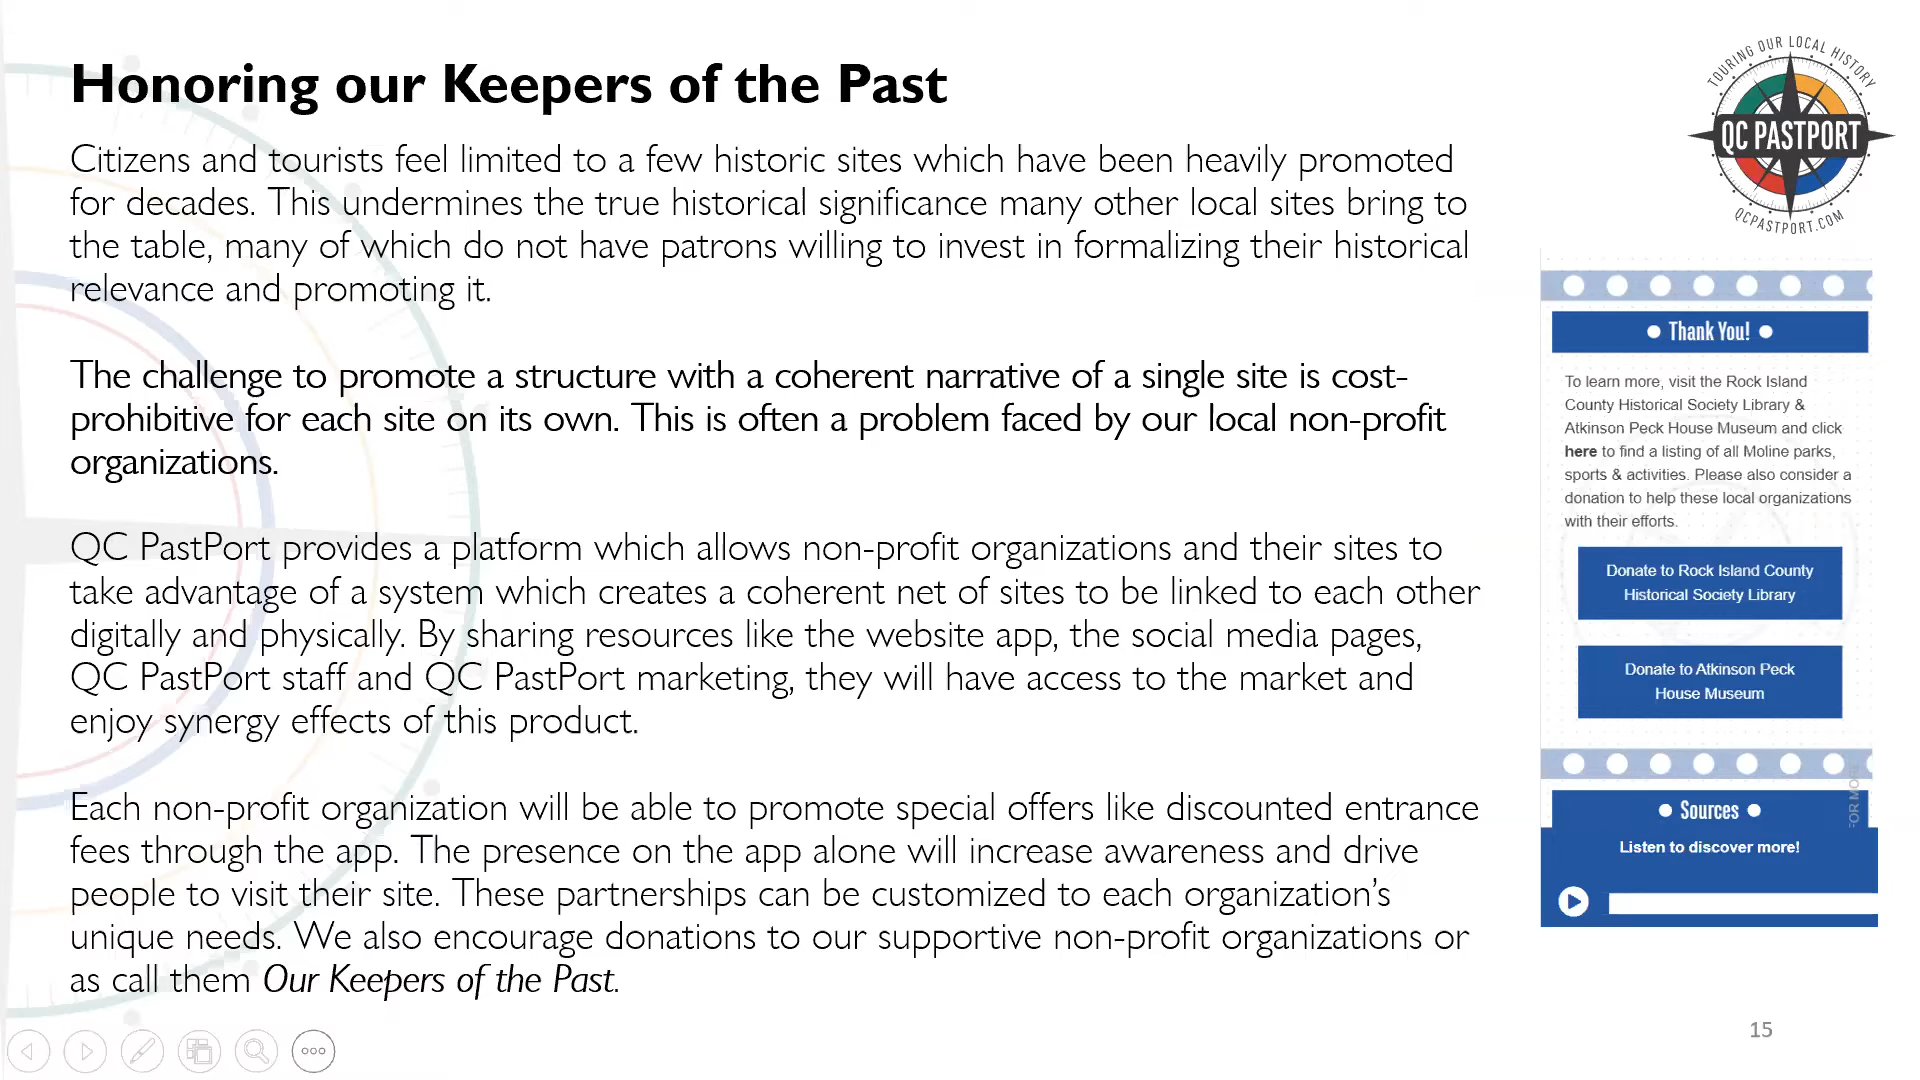 Honoring our Keepers of the Past
Citizens and tourists feel limited to a few historic sites which have been heavily promoted
for decades. This undermines the true historical significance many other local sites bring to
the table, many of which do not have patrons willing to invest in formalizing their historical
relevance and promoting it.
The challenge to promote a structure with a coherent narrative of a single site is cost-
prohibitive for each site on its own. This is often a problem faced by our local non-profit
organizations.
QC PastPort provides a platform which allows non-profit organizations and their sites to
take advantage of a system which creates a coherent net of sites to be linked to each other
digitally and physically. By sharing resources like the website app, the social media pages,
QC PastPort staff and QC PastPort marketing, they will have access to the market and
enjoy synergy effects of this product.
Each non-profit organization will be able to promote special offers like discounted entrance
fees through the app. The presence on the app alone will increase awareness and drive
people to visit their site. These partnerships can be customized to each organization’s
unique needs. We also encourage donations to our supportive non-profit organizations or
as call them Our Keepers of the Past.
TOURING OUR LOCAL HISTORY
QC PASTPORT
QCPASTPORT.COM
Thank You!
To learn more, visit the Rock Island
County Historical Society Library &
Atkinson Peck House Museum and click
here to find a listing of all Moline parks,
sports & activities. Please also consider a
donation to help these local organizations
with their efforts.
Donate to Rock Island County
Historical Society Library
Donate to Atkinson Peck
House Museum
Sources
FOR MORE
Listen to discover more!
15